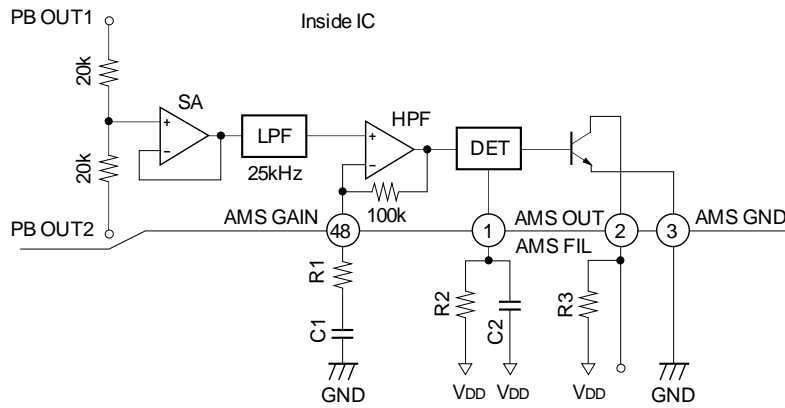 PB OUT1
Inside IC
20k
SA
HPF
LPF
DET
25kHz
20k
100k
PB OUT2
AMS GAIN
48
1
AMS OUT
AMS FIL
2
3
AMS GND
R1
R2
C2
R3
C1
GND
VDD
VDD
VDD
GND